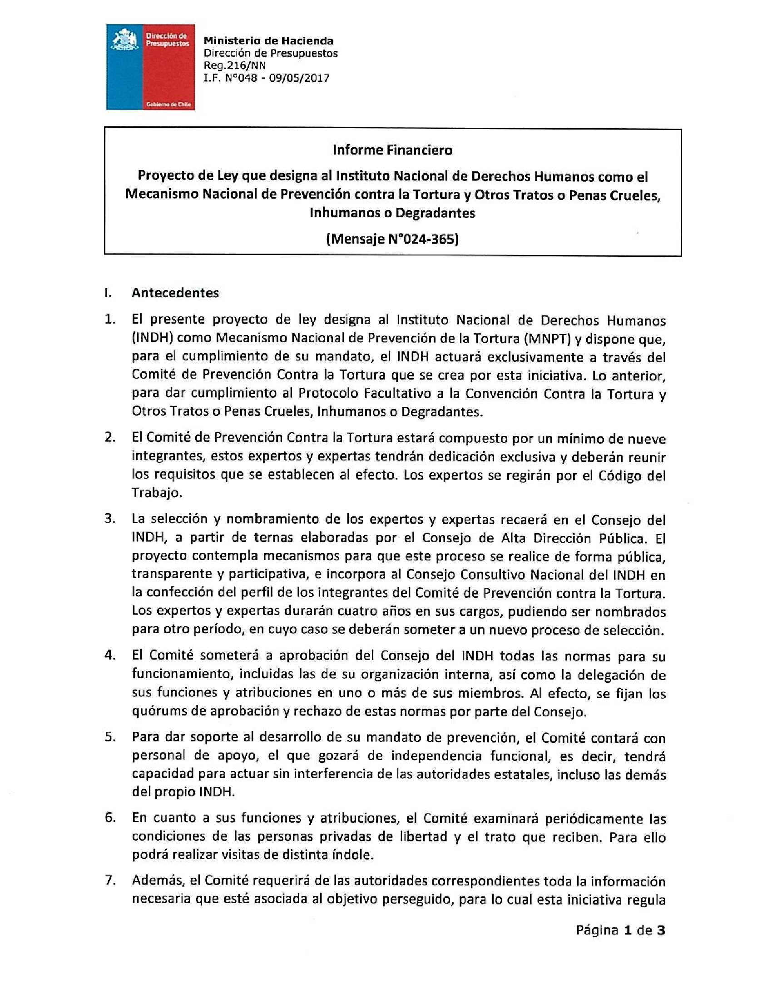 Dirección de
Presupuestos
Gobierno de Chile
Ministerio de Hacienda
Dirección de Presupuestos
Reg.216/NN
I.F. N°048 - 09/05/2017
Informe Financiero
Proyecto de Ley que designa al Instituto Nacional de Derechos Humanos como el
Mecanismo Nacional de Prevención contra la Tortura y Otros Tratos o Penas Crueles,
Inhumanos o Degradantes
(Mensaje N°024-365)
I. Antecedentes
1. El presente proyecto de ley designa al Instituto Nacional de Derechos Humanos
(INDH) como Mecanismo Nacional de Prevención de la Tortura (MNPT) y dispone que,
para el cumplimiento de su mandato, el INDH actuará exclusivamente a través del
Comité de Prevención Contra la Tortura que se crea por esta iniciativa. Lo anterior,
para dar cumplimiento al Protocolo Facultativo a la Convención Contra la Tortura y
Otros Tratos o Penas Crueles, Inhumanos o Degradantes.
2. El Comité de Prevención Contra la Tortura estará compuesto por un mínimo de nueve
integrantes, estos expertos y expertas tendrán dedicación exclusiva y deberán reunir
los requisitos que se establecen al efecto. Los expertos se regirán por el Código del
Trabajo.
3. La selección y nombramiento de los expertos y expertas recaerá en el Consejo del
INDH, a partir de ternas elaboradas por el Consejo de Alta Dirección Pública. El
proyecto contempla mecanismos para que este proceso se realice de forma pública,
transparente y participativa, e incorpora al Consejo Consultivo Nacional del INDH en
la confección del perfil de los integrantes del Comité de Prevención contra la Tortura.
Los expertos y expertas durarán cuatro años en sus cargos, pudiendo ser nombrados
para otro período, en cuyo caso se deberán someter a un nuevo proceso de selección.
4. El Comité someterá a aprobación del Consejo del INDH todas las normas para su
funcionamiento, incluidas las de su organización interna, así como la delegación de
sus funciones y atribuciones en uno o más de sus miembros. Al efecto, se fijan los
quórums de aprobación y rechazo de estas normas por parte del Consejo.
5. Para dar soporte al desarrollo de su mandato de prevención, el Comité contará con
personal de apoyo, el que gozará de independencia funcional, es decir, tendrá
capacidad para actuar sin interferencia de las autoridades estatales, incluso las demás
del propio INDH.
6. En cuanto a sus funciones y atribuciones, el Comité examinará periódicamente las
condiciones de las personas privadas de libertad y el trato que reciben. Para ello
podrá realizar visitas de distinta índole.
7. Además, el Comité requerirá de las autoridades correspondientes toda la información
necesaria que esté asociada al objetivo perseguido, para lo cual esta iniciativa regula
Página 1 de 3